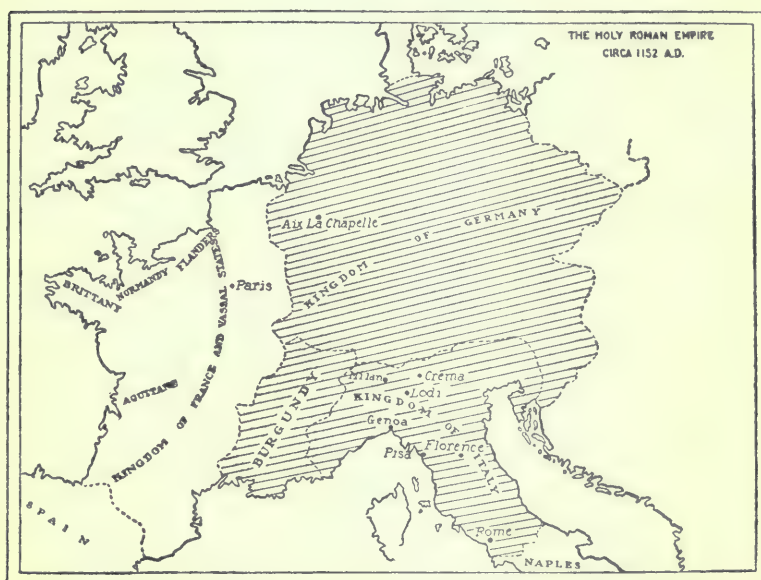 THE HOLY ROMAN EMPIRE
CIRCA 1152 A.D.
Aix La Chapelle
KINGDOM OF GERMANY
BRITTANY
NORMANDY
FLANDERS
Paris
KINGDOM OF FRANCE AND VASSAL STATES
AQUITANE
BURGUNDY
Milan
Crema
Lodi
KINGDOM OF ITALY
Genoa
Pisa
Florence
SPAIN
Rome
NAPLES